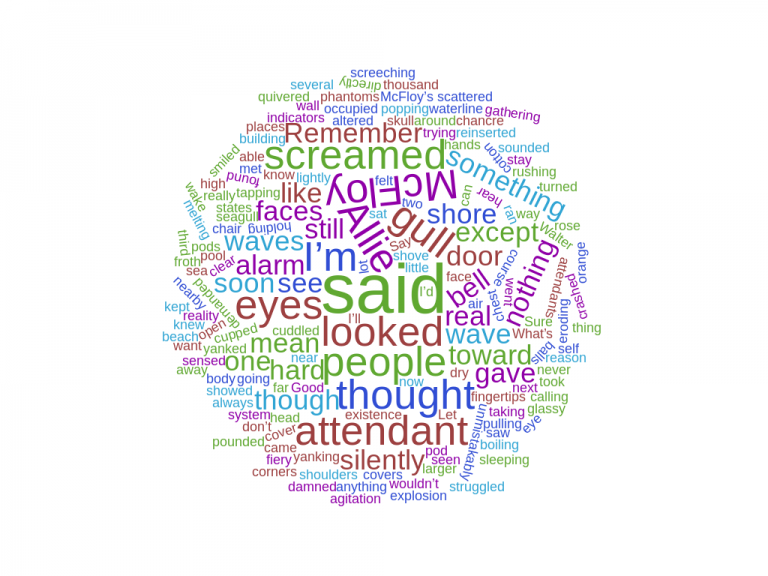 screeching
several directly thousand
quivered phantoms McFloy's scattered
wall occupied popping waterline gathering
indicators altered skull around chancre
places Remember trying reinserted
building hands cotton sounded
smiled able screamed something stay
met know lightly felt McFloy can hear rushing
high found like two turned
wake really tapping Allie ran way
states faces sat gull shore rose
seagull still Say except Walter
melting chair holding
third pods waves I'm shove door nothing orange
froth pool lot little course
sea clear alarm face bell chest went attendants crashed
nearby demanded soon see said I'd air
kept eyes real eroding
reality I'll Sure thing
knew open cupped looked wave What's
beach cuddled balls self
want yanked mean near toward reason
sensed one hard people dry gave never
away body going far Good now next took
showed though thought fingertips calling
always existence Let taking glassy
system head unmistakably pulling eye
don't cover attendant saw
pounded came pod boiling
fiery yanking silently seen sleeping
corners larger
shoulders covers wouldn't struggled
damned anything
agitation explosion